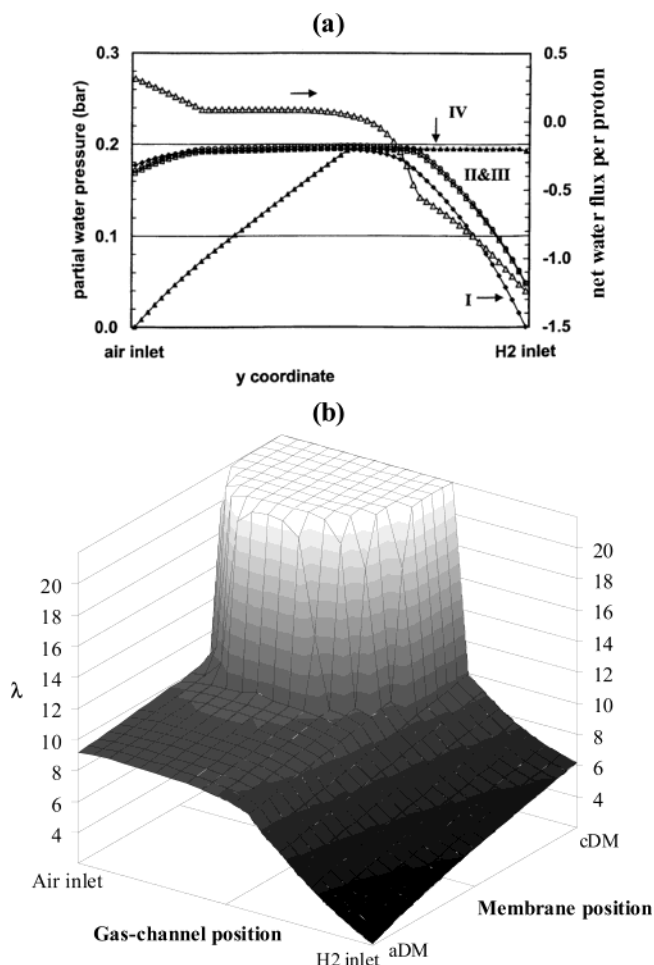 (a)
0.3
0.5
partial water pressure (bar)
0.2
0.1
0.0
0.0
-0.5
-1.0
-1.5
net water flux per proton
IV
II&III
I
air inlet
H2 inlet
y coordinate
(b)
20
18
16
14
12
10
8
6
4
λ
20
18
16
14
12
10
8
6
4
Air inlet
Gas-channel position
H2 inlet
aDM
Membrane position
cDM